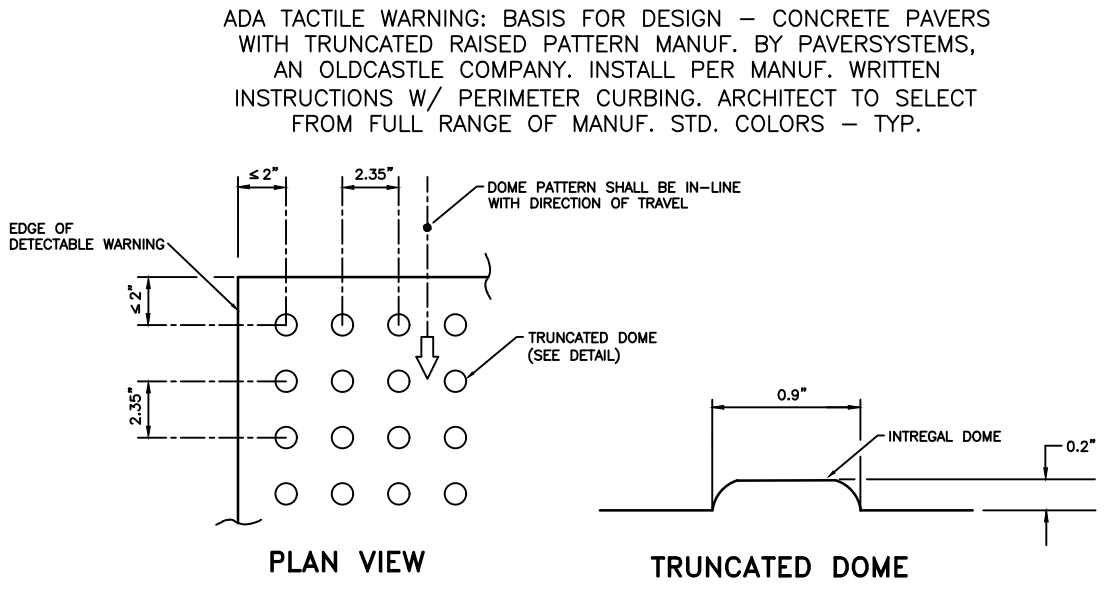 ADA TACTILE WARNING: BASIS FOR DESIGN – CONCRETE PAVERS
WITH TRUNCATED RAISED PATTERN MANUF. BY PAVERSYSTEMS,
AN OLDCASTLE COMPANY. INSTALL PER MANUF. WRITTEN
INSTRUCTIONS W/ PERIMETER CURBING. ARCHITECT TO SELECT
FROM FULL RANGE OF MANUF. STD. COLORS – TYP.
≤2"
2.35"
DOME PATTERN SHALL BE IN-LINE
WITH DIRECTION OF TRAVEL
EDGE OF
DETECTABLE WARNING
≤2"
TRUNCATED DOME
(SEE DETAIL)
2.35"
0.9"
INTREGAL DOME
0.2"
PLAN VIEW
TRUNCATED DOME